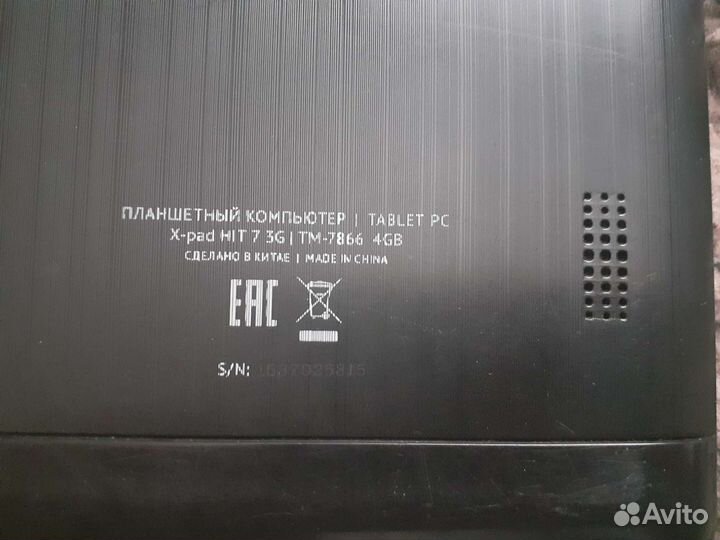 ПЛАНШЕТНЫЙ КОМПЬЮТЕР | TABLET PC
X-pad HIT 7 3G | TM-7866 4GB
СДЕЛАНО В КИТАЕ | MADE IN CHINA
EAC
S/N:
Avito